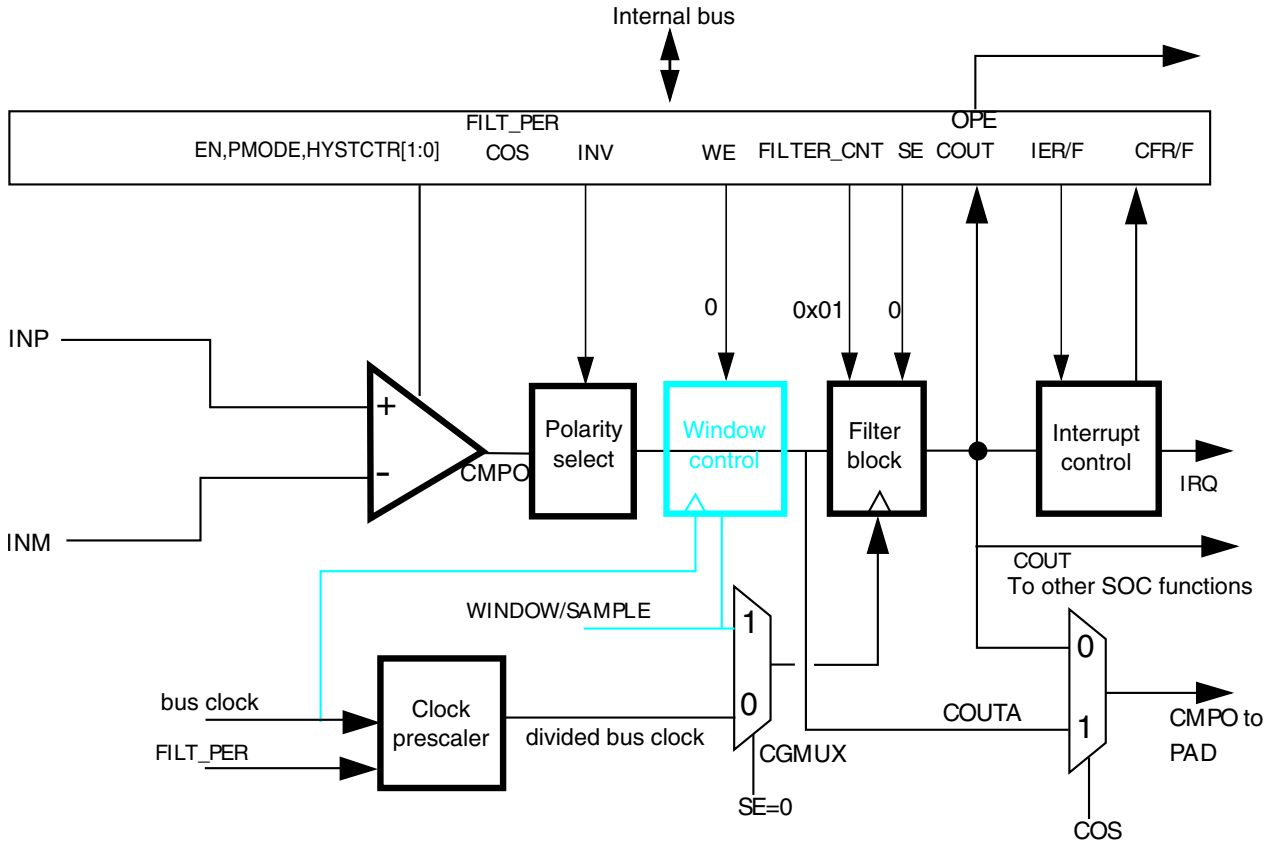 Internal bus
FILT_PER
OPE
EN,PMODE,HYSTCTR[1:0]
COS
INV
WE
FILTER_CNT
SE
COUT
IER/F
CFR/F
0
0x01
0
INP
+
-
INM
CMPO
Polarity
select
Window
control
Filter
block
Interrupt
control
IRQ
COUT
To other SOC functions
WINDOW/SAMPLE
1
0
bus clock
FILT_PER
Clock
prescaler
divided bus clock
CGMUX
SE=0
COUTA
0
1
CMPO to
PAD
COS